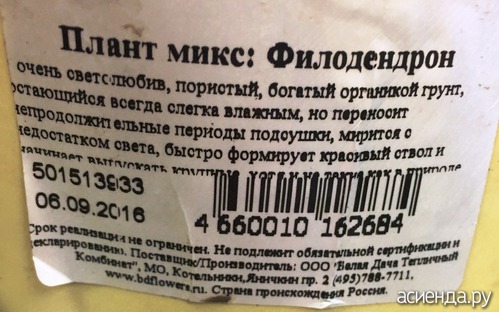 Плант микс: Филодендрон
очень светолюбив, пористый, богатый органикой грунт,
остающийся всегда слегка влажным, но переносит
непродолжительные периоды подсушки, мирится с
недостатком света, быстро формирует красивый ствол и
начинает выпускать крупные
501513933
06.09.2016
4 660010 162684
Срок реализации не ограничен. Не подлежит обязательной сертификации и
декларированию. Поставщик/Производитель: ООО "Белая Дача Тепличный
Комбинат", МО, Котельники,Яничкин пр. 2 (495)788-7711,
www.bdflowers.ru. Страна происхождения Россия.
асиенда.ру